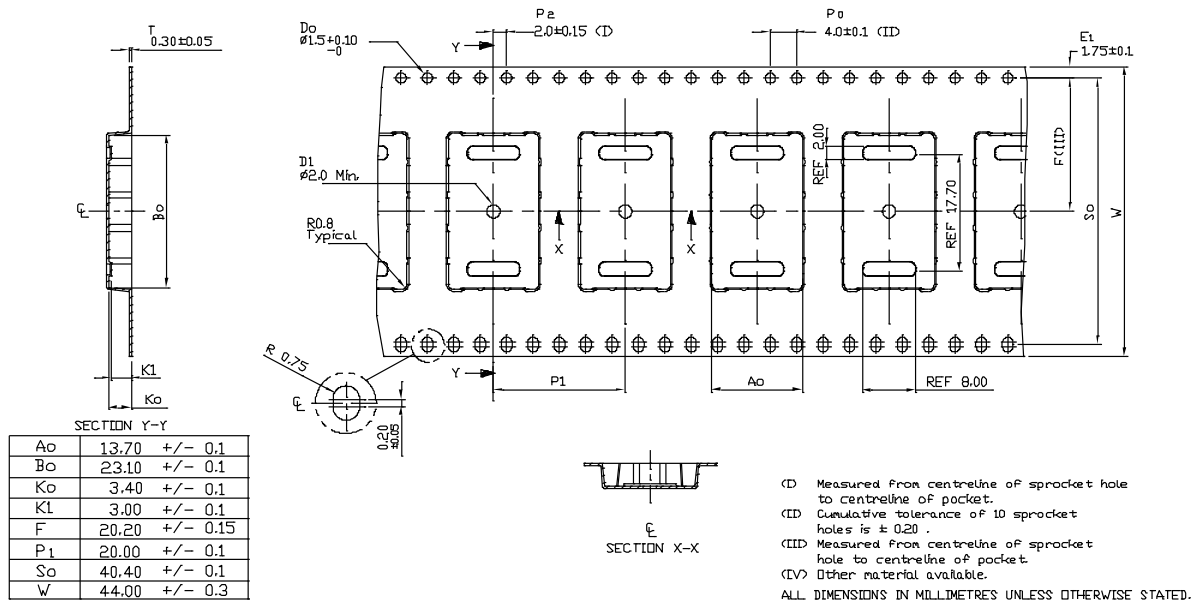 T
0.30±0.05
Do
ø1.5+0.10
-0
P2
2.0±0.15 (I)
Po
4.0±0.1 (II)
E1
1.75±0.1
Y
D1
ø2.0 Min.
R0.8
Typical
X
X
REF 2.00
REF 17.70
F(III)
So
W
℄
Bo
K1
Ko
SECTION Y-Y
R 0.75
℄
0.20
±0.05
Y
P1
Ao
REF 8.00
Ao 13.70 +/- 0.1
Bo 23.10 +/- 0.1
Ko 3.40 +/- 0.1
K1 3.00 +/- 0.1
F 20.20 +/- 0.15
P1 20.00 +/- 0.1
So 40.40 +/- 0.1
W 44.00 +/- 0.3
℄
SECTION X-X
(I) Measured from centreline of sprocket hole
to centreline of pocket.
(II) Cumulative tolerance of 10 sprocket
holes is ± 0.20 .
(III) Measured from centreline of sprocket
hole to centreline of pocket.
(IV) Other material available.
ALL DIMENSIONS IN MILLIMETRES UNLESS OTHERWISE STATED.